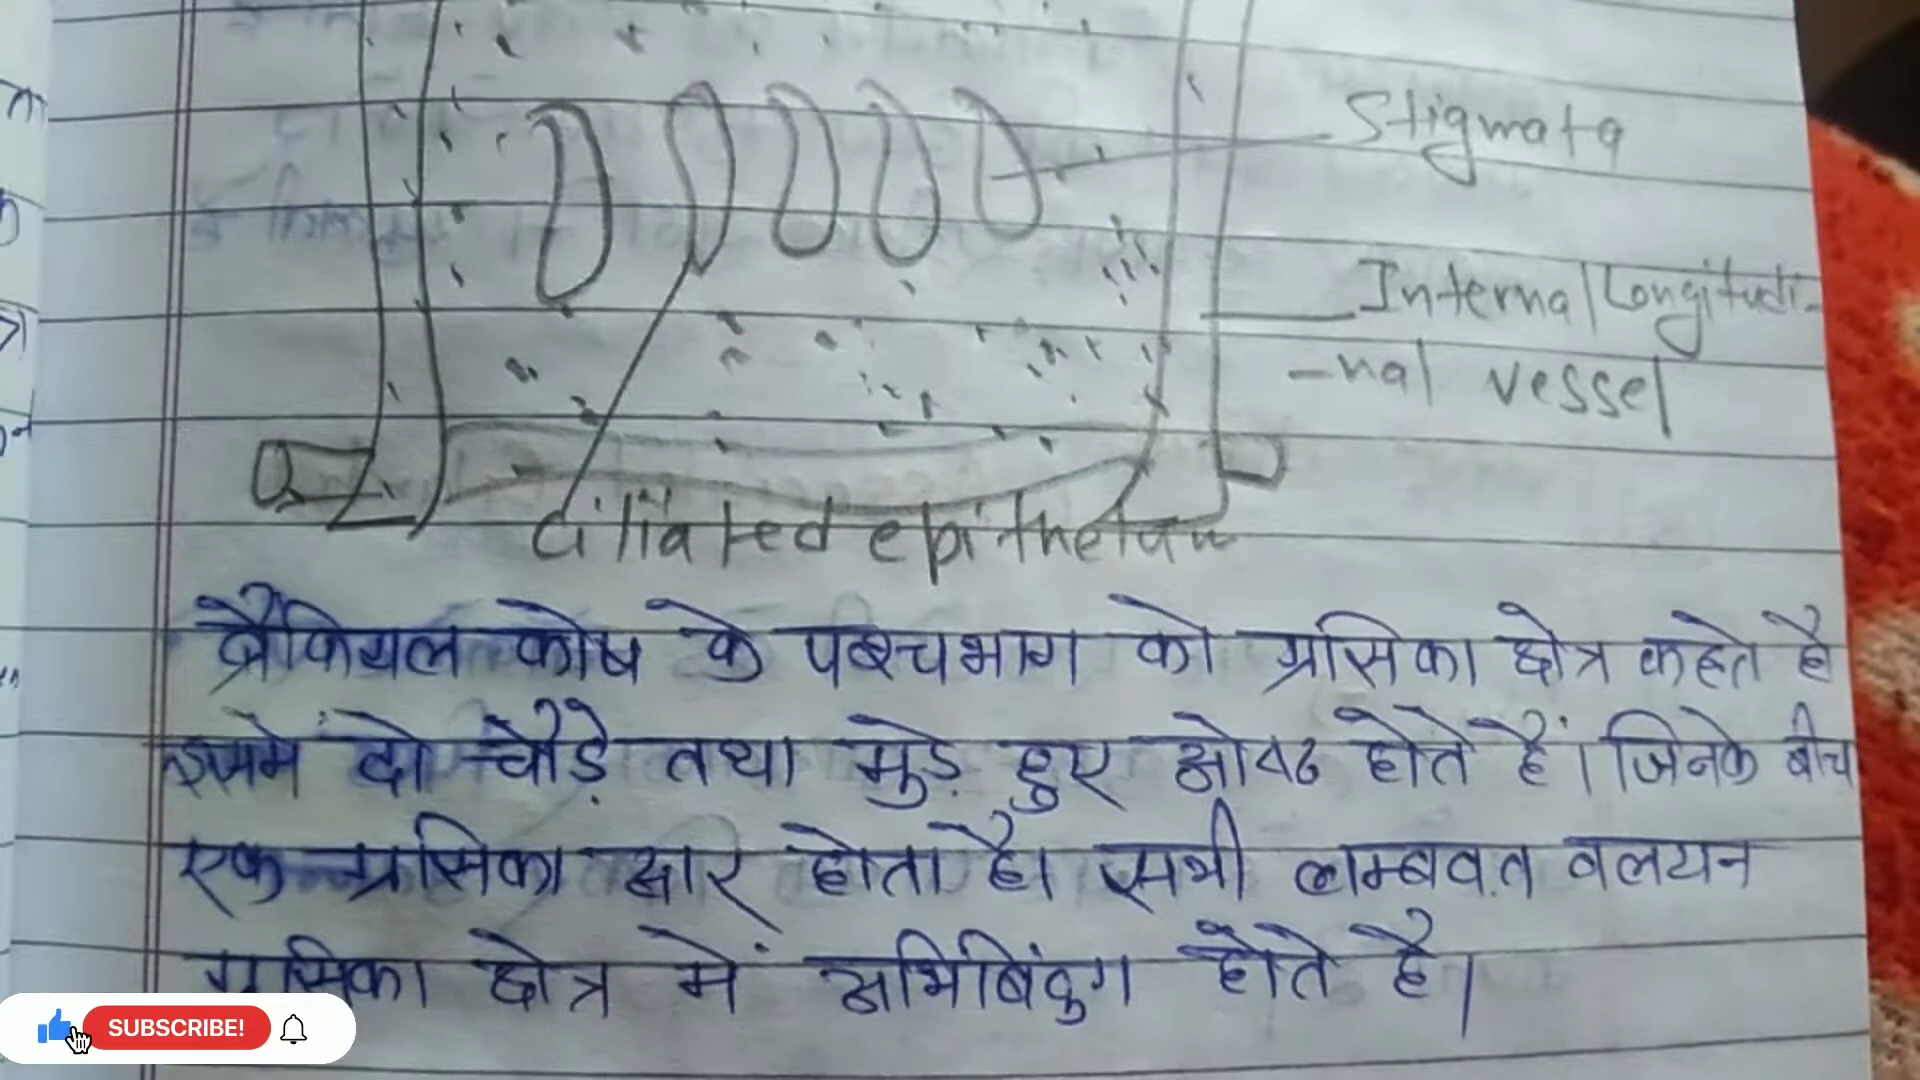 Stigmata
Internal Longitudi-
-nal vessel
Ciliated epithelium
ब्रैंकियल कोष के पश्चभाग को ग्रसिका क्षेत्र कहते है
इसमें दो चौड़े तथा मुड़े हुए ओष्ठ होते हैं। जिनके बीच
एक ग्रसिका द्वार होता है। सभी लम्बवत वलयन
ग्रसिका क्षेत्र में अभिबिंदुग होते है।
SUBSCRIBE!